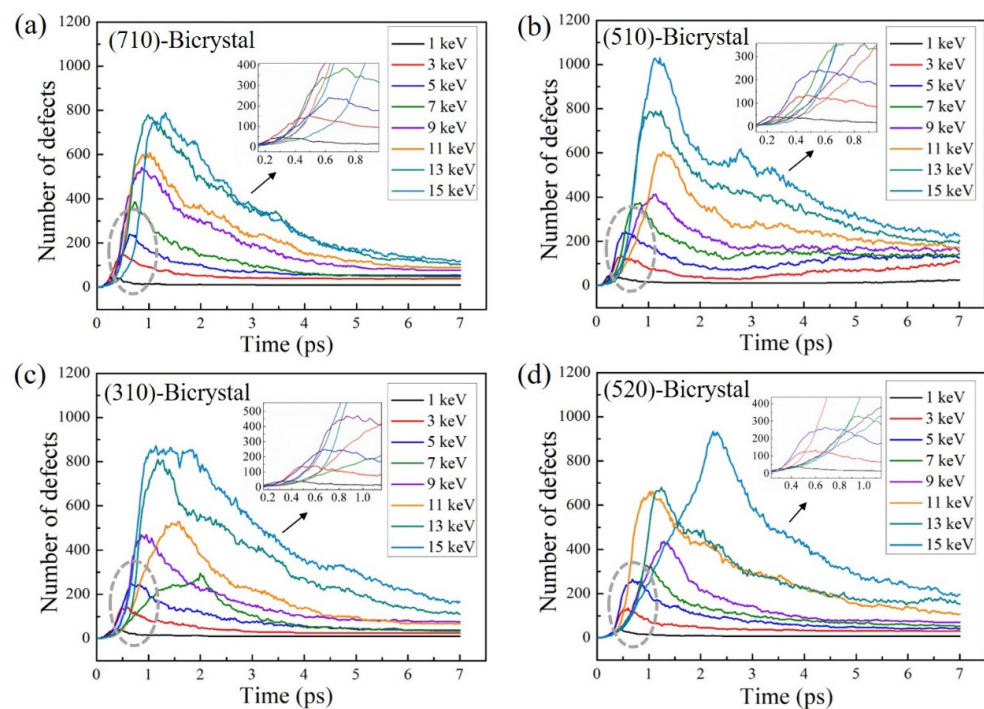 (a)
(710)-Bicrystal
Number of defects
1200
1000
800
600
400
200
0
0 1 2 3 4 5 6 7
Time (ps)
1 keV
3 keV
5 keV
7 keV
9 keV
11 keV
13 keV
15 keV
400
300
200
100
0
0.2 0.4 0.6 0.8
(b)
(510)-Bicrystal
Number of defects
1200
1000
800
600
400
200
0
0 1 2 3 4 5 6 7
Time (ps)
1 keV
3 keV
5 keV
7 keV
9 keV
11 keV
13 keV
15 keV
300
200
100
0
0.2 0.4 0.6 0.8
(c)
(310)-Bicrystal
Number of defects
1200
1000
800
600
400
200
0
0 1 2 3 4 5 6 7
Time (ps)
1 keV
3 keV
5 keV
7 keV
9 keV
11 keV
13 keV
15 keV
500
400
300
200
100
0
0.2 0.4 0.6 0.8 1.0
(d)
(520)-Bicrystal
Number of defects
1200
1000
800
600
400
200
0
0 1 2 3 4 5 6 7
Time (ps)
1 keV
3 keV
5 keV
7 keV
9 keV
11 keV
13 keV
15 keV
400
300
200
100
0
0.4 0.6 0.8 1.0